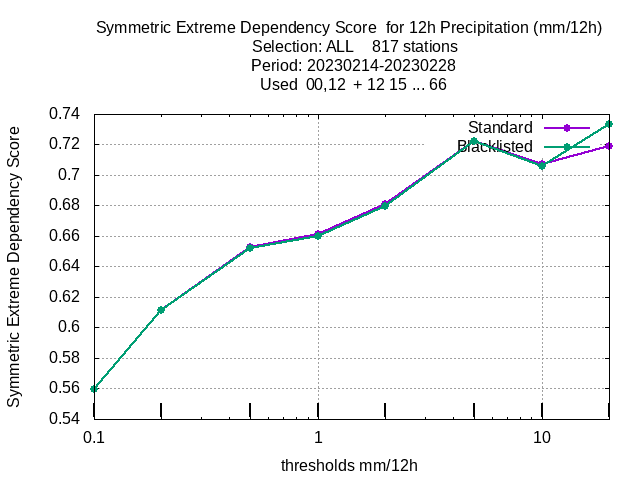 Symmetric Extreme Dependency Score  for 12h Precipitation (mm/12h)
Selection: ALL    817 stations
Period: 20230214-20230228
Used  00,12  + 12 15 ... 66
Symmetric Extreme Dependency Score
0.74
0.72
0.7
0.68
0.66
0.64
0.62
0.6
0.58
0.56
0.54
Standard
Blacklisted
0.1
1
10
thresholds mm/12h